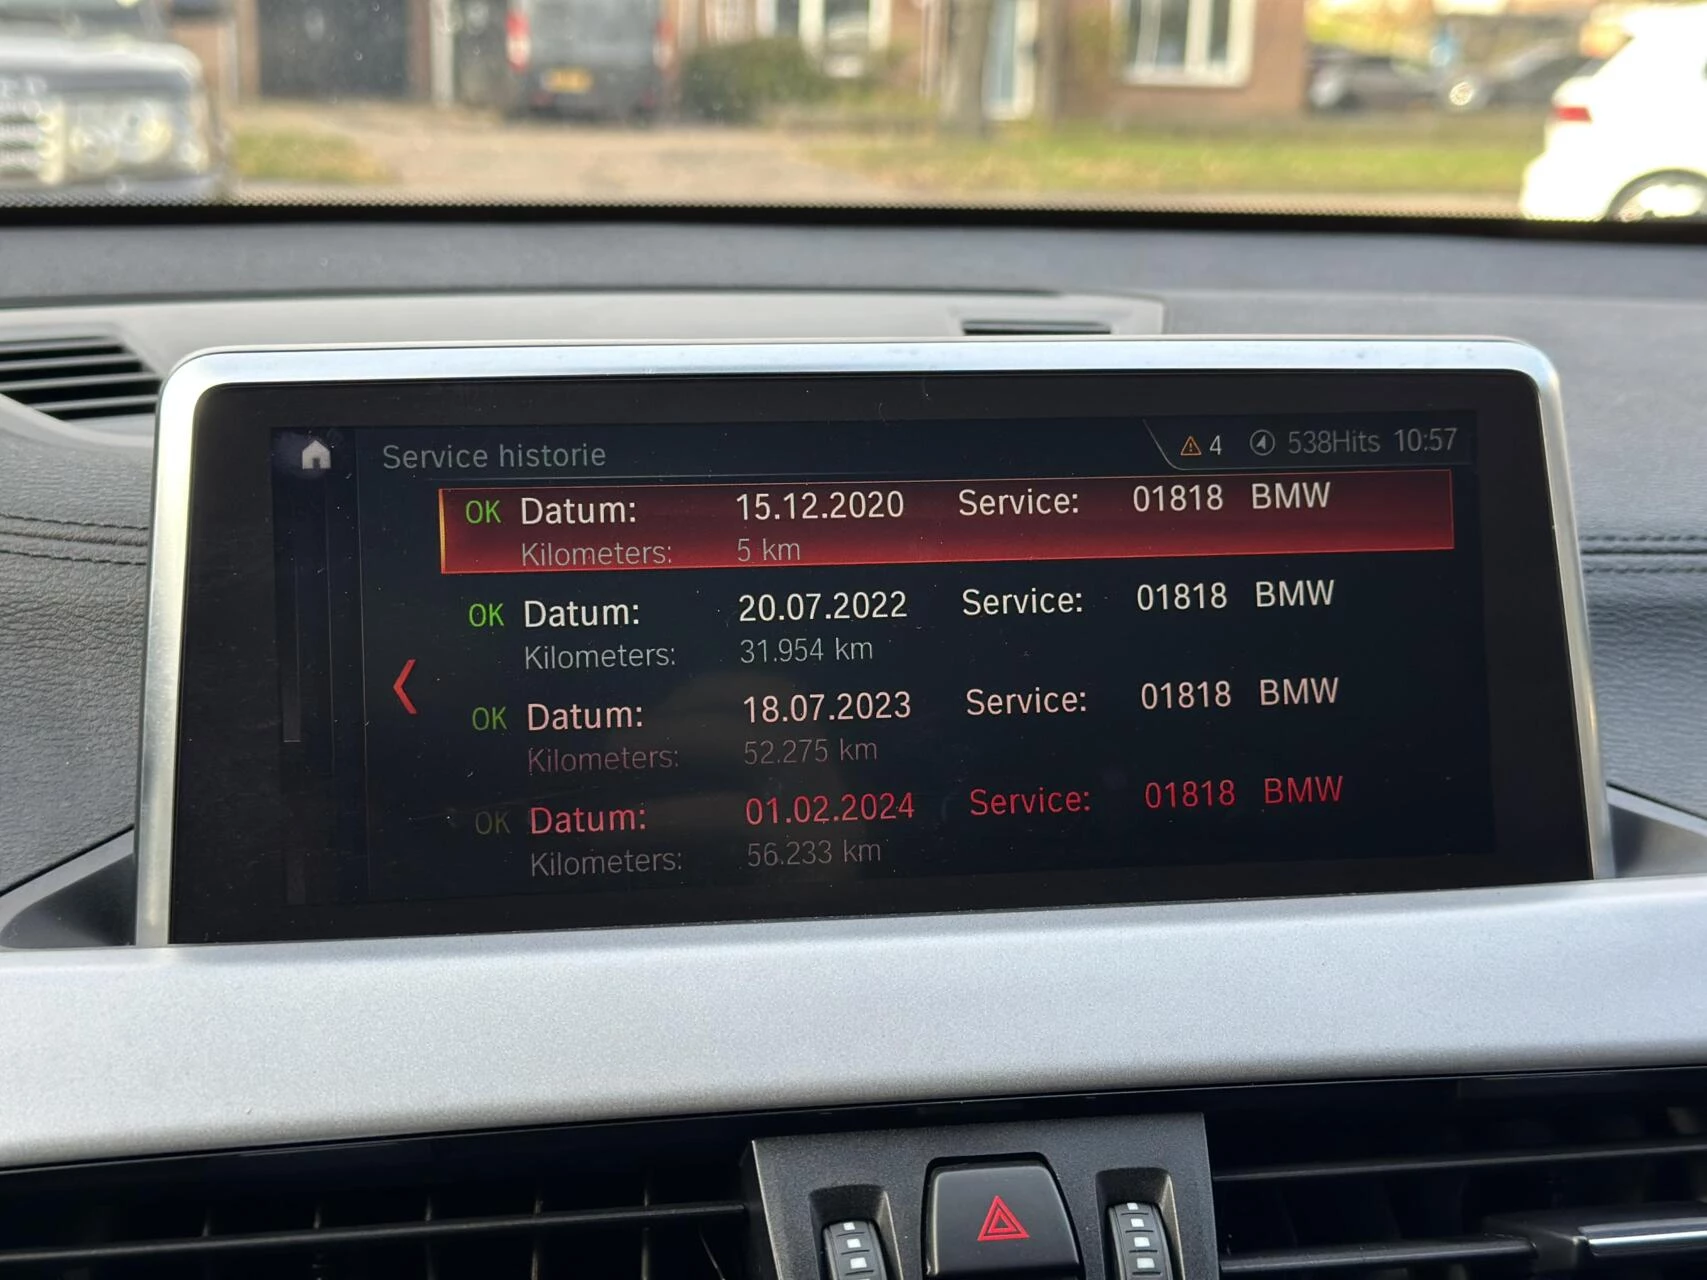 Service historie 4 538Hits 10:57
OK Datum: 15.12.2020 Service: 01818 BMW
Kilometers: 5 km
OK Datum: 20.07.2022 Service: 01818 BMW
Kilometers: 31.954 km
OK Datum: 18.07.2023 Service: 01818 BMW
Kilometers: 52.275 km
OK Datum: 01.02.2024 Service: 01818 BMW
Kilometers: 56.233 km